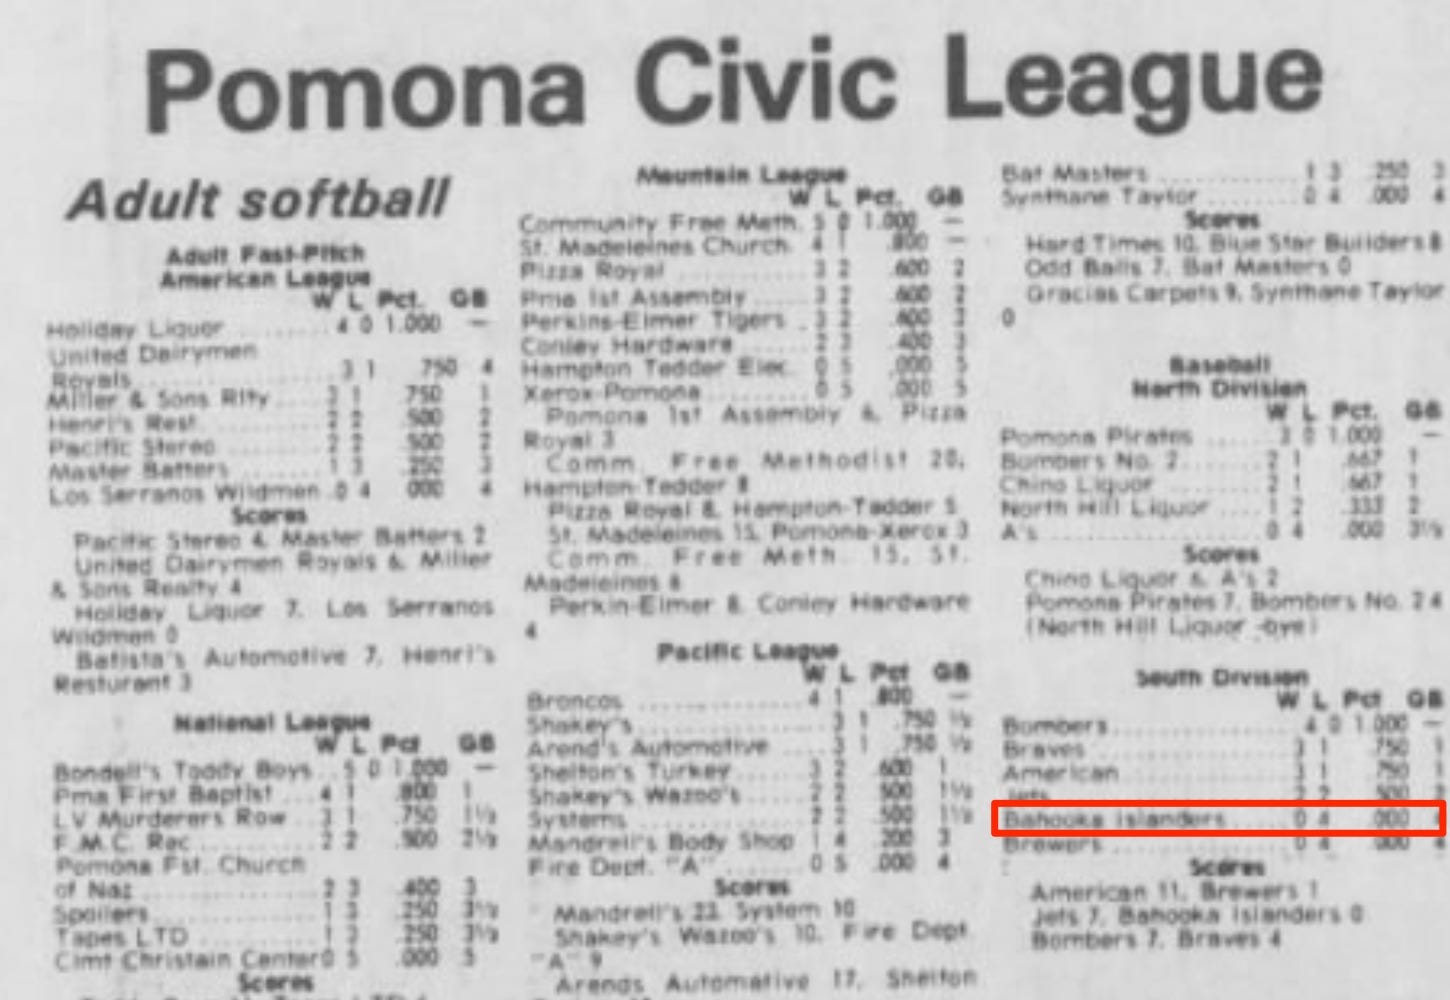 Pomona Civic League
Adult softball
Adult Fast-Pitch
American League
W L Pct. GB
Holiday Liquor ......... 4 0 1.000 —
United Dairymen
Royals ......... 3 1 .750 4
Miller & Sons Rlty .... 3 1 .750 1
Henri's Rest. ......... 2 2 .500 2
Pacific Stereo ......... 2 2 .500 2
Master Batters ......... 1 3 .250 3
Los Serranos Wildmen .0 4 .000 4
Scores
Pacific Stereo 4, Master Batters 2
United Dairymen Royals 6, Miller
& Sons Realty 4
Holiday Liquor 7, Los Serranos
Wildmen 0
Batista's Automotive 7, Henri's
Resturant 3
National League
W L Pct GB
Bondell's Toddy Boys .. 5 0 1.000 —
Pma First Baptist .... 4 1 .800 1
LV Murderers Row ... 3 1 .750 1½
F.M.C. Rec ......... 2 2 .500 2½
Pomona Fst. Church
of Naz ......... 2 3 .400 3
Spoilers ......... 1 3 .250 3½
Tapes LTD ......... 1 3 .250 3½
Clmt Christain Center 0 5 .000 5
Scores
Mountain League
W L Pct. GB
Community Free Meth. 5 0 1.000 —
St. Madeleines Church 4 1 .800 —
Pizza Royal ......... 3 2 .600 2
Pma 1st Assembly ..... 3 2 .600 2
Perkins-Elmer Tigers . 3 2 .600 2
Conley Hardware ...... 2 3 .400 3
Hampton Tedder Elec. 0 5 .000 5
Xerox-Pomona ......... 0 5 .000 5
Pomona 1st Assembly 6, Pizza
Royal 3
Comm. Free Methodist 20,
Hampton-Tedder 8
Pizza Royal 8, Hampton-Tadder 5
St. Madeleines 15, Pomona-Xerox 3
Comm. Free Meth. 15, St.
Madeleines 8
Perkin-Elmer 8, Conley Hardware
4
Pacific League
W L Pct GB
Broncos ......... 4 1 .800 —
Shakey's ......... 3 1 .750 ½
Arend's Automotive .... 3 1 .750 ½
Shelton's Turkey ...... 3 2 .600 1
Shakey's Wazoo's ..... 2 2 .500 1½
Systems ......... 2 2 .500 1½
Mandrell's Body Shop 1 4 .200 3
Fire Dept. "A" ......... 0 5 .000 4
Scores
Mandrell's 23, System 10
Shakey's Wazoo's 10, Fire Dept.
"A" 9
Arends Automotive 17, Shelton
Bat Masters ......... 1 3 .250 3
Synthane Taylor ......... 0 4 .000 4
Scores
Hard Times 10, Blue Star Builders 8
Odd Balls 7, Bat Masters 0
Gracias Carpets 9, Synthane Taylor
0
Baseball
North Division
W L Pct. GB
Pomona Pirates ...... 3 0 1.000 —
Bombers No. 2 ......... 2 1 .667 1
Chino Liquor ......... 2 1 .667 1
North Hill Liquor .... 1 2 .333 2
A's ......... 0 4 .000 3½
Scores
Chino Liquor 6, A's 2
Pomona Pirates 7, Bombers No. 2 4
(North Hill Liquor -bye)
South Division
W L Pct GB
Bombers ......... 4 0 1.000 —
Braves ......... 3 1 .750 1
American ......... 3 1 .750 1
Jets ......... 2 2 .500 2
Bahooka Islanders ..... 0 4 .000 4
Brewers ......... 0 4 .000 4
Scores
American 11, Brewers 1
Jets 7, Bahooka Islanders 0
Bombers 7, Braves 4